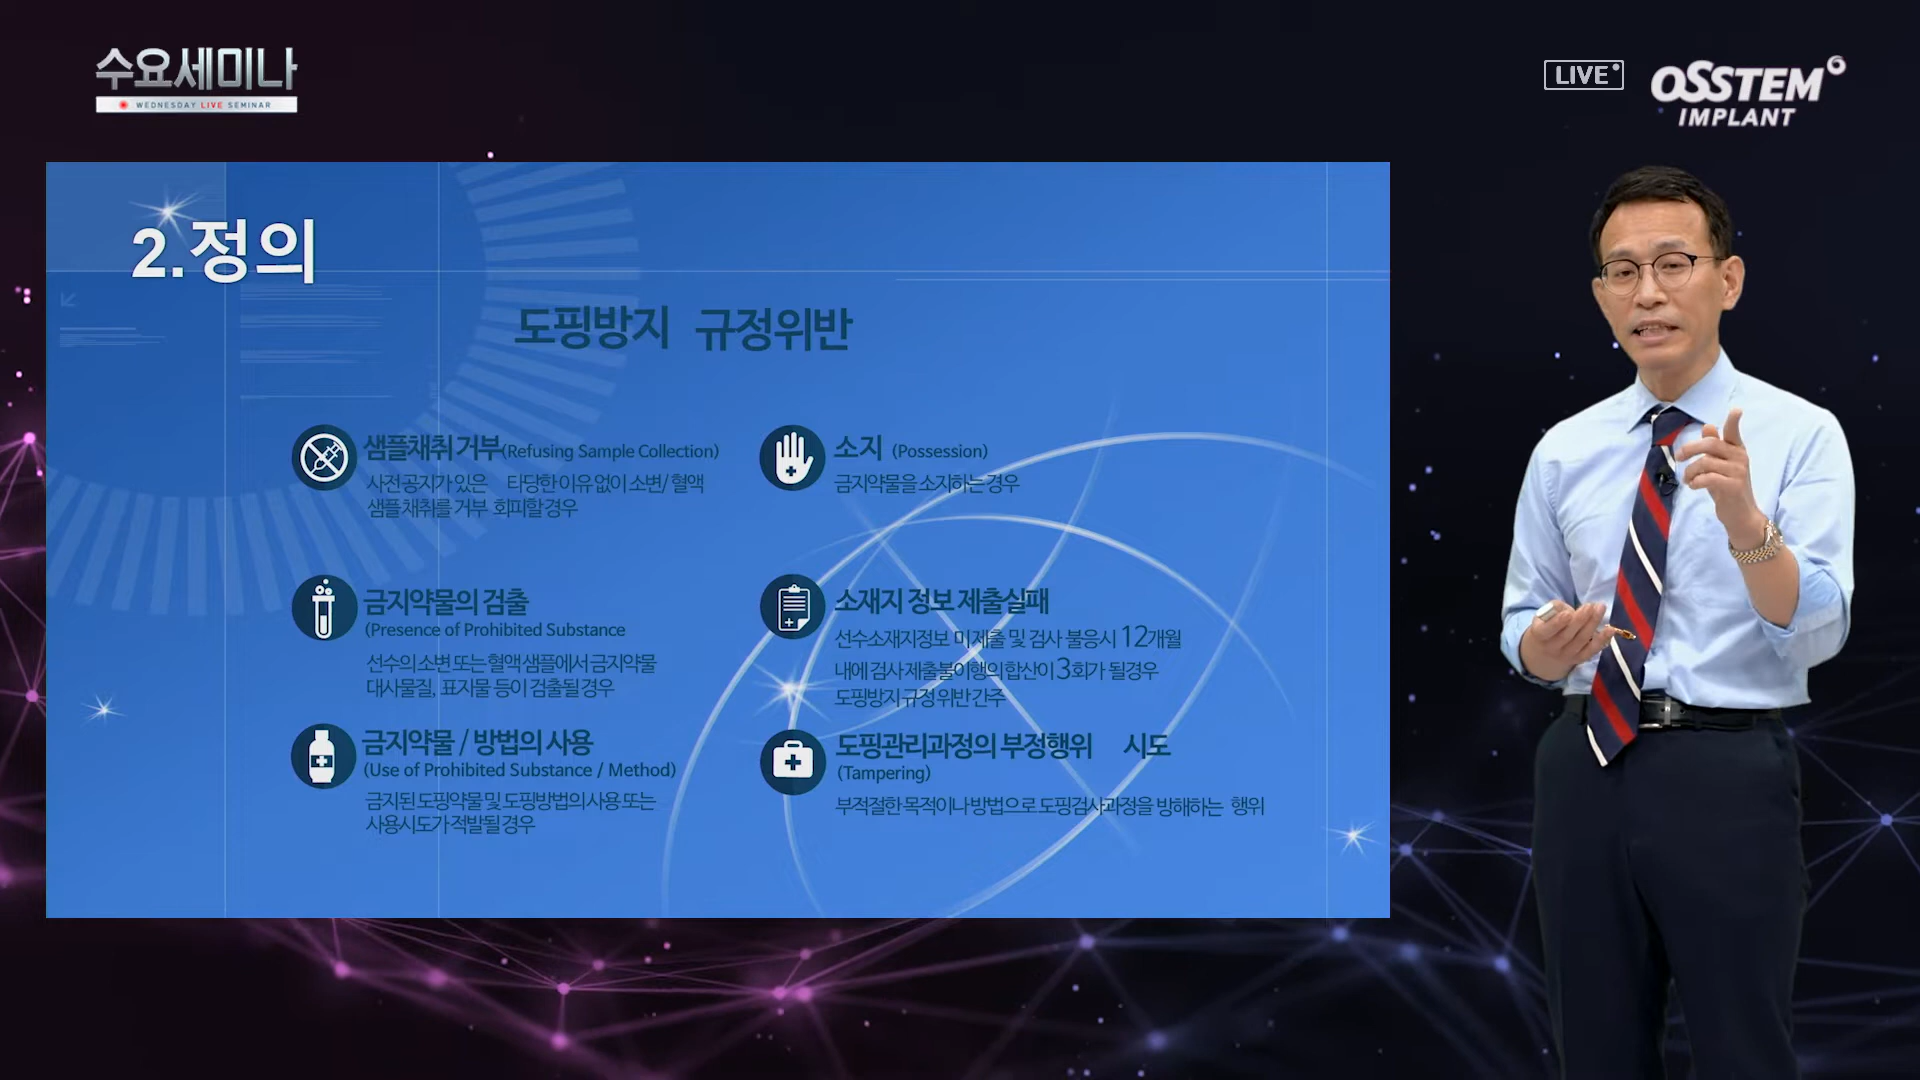 수요세미나
WEDNESDAY LIVE SEMINAR
LIVE
OSSTEM
IMPLANT
2.정의
도핑방지 규정위반
샘플채취 거부(Refusing Sample Collection)
사전공지가 있은 타당한 이유 없이 소변/혈액
샘플 채취를 거부 회피할 경우
금지약물의 검출
(Presence of Prohibited Substance
선수의 소변 또는 혈액 샘플에서 금지약물
대사물질, 표지물 등이 검출될 경우
금지약물 / 방법의 사용
(Use of Prohibited Substance / Method)
금지된 도핑약물 및 도핑방법의 사용 또는
사용시도가 적발될 경우
소지 (Possession)
금지약물을 소지하는 경우
소재지 정보 제출실패
선수소재지정보 미제출 및 검사 불응시 12개월
내에 검사 제출불이행의 합산이 3회가 될경우
도핑방지 규정 위반 간주
도핑관리과정의 부정행위 시도
(Tampering)
부적절한 목적이나 방법으로 도핑검사과정을 방해하는 행위